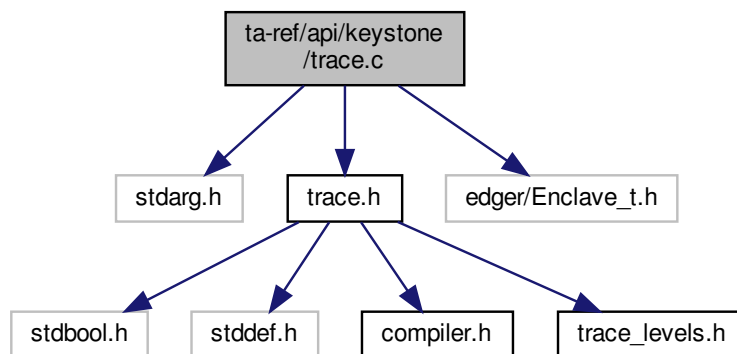 ta-ref/api/keystone
/trace.c
stdarg.h
trace.h
edger/Enclave_t.h
stdbool.h
stddef.h
compiler.h
trace_levels.h